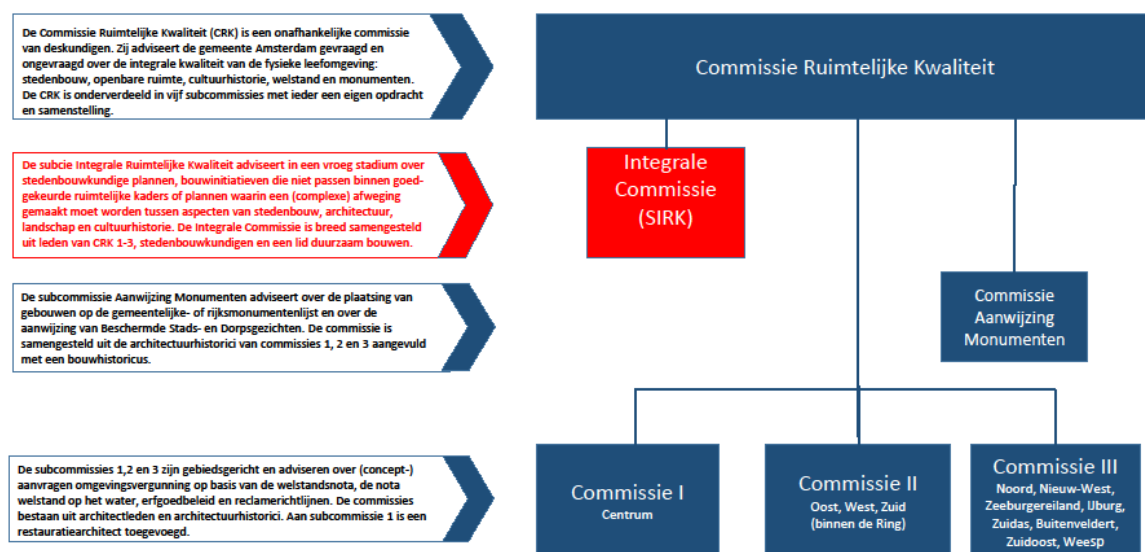 De Commissie Ruimtelijke Kwaliteit (CRK) is een onafhankelijke commissie
van deskundigen. Zij adviseert de gemeente Amsterdam gevraagd en
ongevraagd over de integrale kwaliteit van de fysieke leefomgeving:
stedenbouw, openbare ruimte, cultuurhistorie, welstand en monumenten.
De CRK is onderverdeeld in vijf subcommissies met ieder een eigen opdracht
en samenstelling.
Commissie Ruimtelijke Kwaliteit
De subcie Integrale Ruimtelijke Kwaliteit adviseert in een vroeg stadium over
stedenbouwkundige plannen, bouwinitiatieven die niet passen binnen goed-
gekeurde ruimtelijke kaders of plannen waarin een (complexe) afweging
gemaakt moet worden tussen aspecten van stedenbouw, architectuur,
landschap en cultuurhistorie. De Integrale Commissie is breed samengesteld
uit leden van CRK 1-3, stedenbouwkundigen en een lid duurzaam bouwen.
Integrale
Commissie
(SIRK)
De subcommissie Aanwijzing Monumenten adviseert over de plaatsing van
gebouwen op de gemeentelijke- of rijksmonumentenlijst en over de
aanwijzing van Beschermde Stads- en Dorpsgezichten. De commissie is
samengesteld uit de architectuurhistorici van commissies 1, 2 en 3 aangevuld
met een bouwhistoricus.
Commissie
Aanwijzing
Monumenten
De subcommissies 1,2 en 3 zijn gebiedsgericht en adviseren over (concept-)
aanvragen omgevingsvergunning op basis van de welstandsnota, de nota
welstand op het water, erfgoedbeleid en reclamerichtlijnen. De commissies
bestaan uit architectleden en architectuurhistorici. Aan subcommissie 1 is een
restauratiearchitect toegevoegd.
Commissie I
Centrum
Commissie II
Oost, West, Zuid
(binnen de Ring)
Commissie III
Noord, Nieuw-West,
Zeeburgereiland, IJburg,
Zuidas, Buitenveldert,
Zuidoost, Weesp